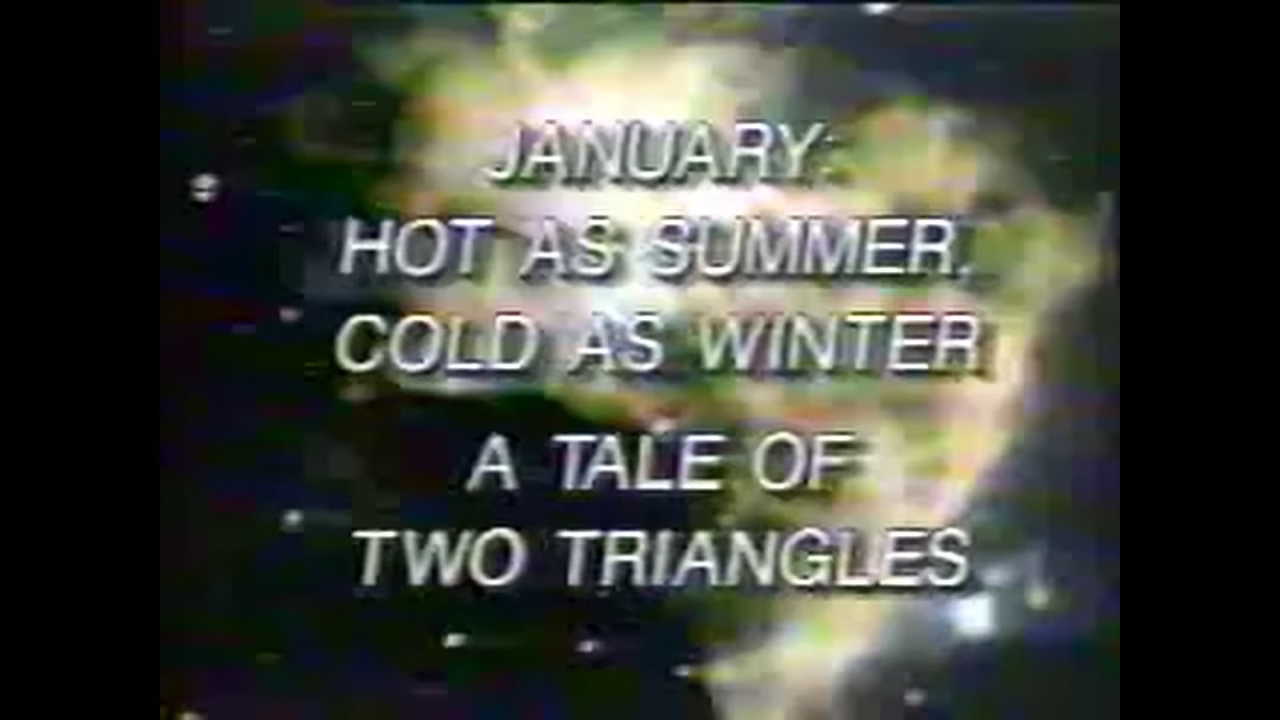 JANUARY:
HOT AS SUMMER,
COLD AS WINTER
A TALE OF
TWO TRIANGLES